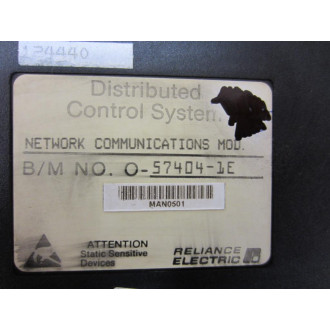 124440
Distributed
Control System
NETWORK COMMUNICATIONS MOD.
B/M NO. O-57404-1E
MAN0501
ATTENTION
Static Sensitive
Devices
RELIANCE
ELECTRIC